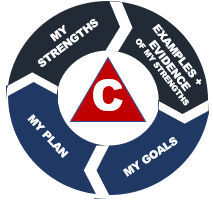 MY
STRENGTHS
EXAMPLES +
EVIDENCE
OF MY STRENGTHS
MY GOALS
MY PLAN
C